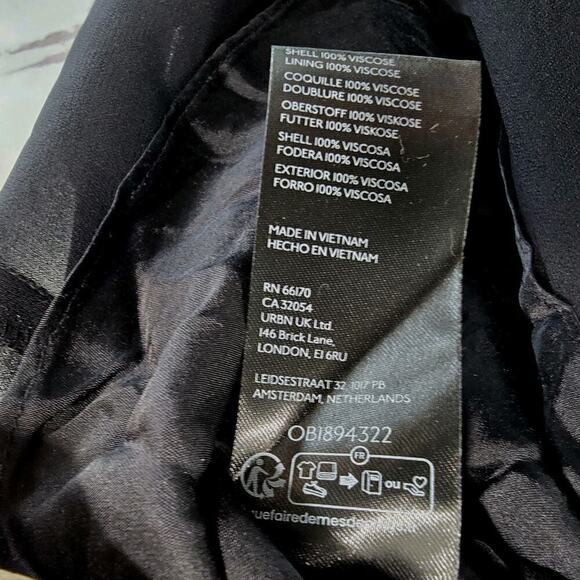 SHELL 100% VISCOSE
LINING 100% VISCOSE
COQUILLE 100% VISCOSE
DOUBLURE 100% VISCOSE
OBERSTOFF 100% VISKOSE
FUTTER 100% VISKOSE
SHELL 100% VISCOSA
FODERA 100% VISCOSA
EXTERIOR 100% VISCOSA
FORRO 100% VISCOSA
MADE IN VIETNAM
HECHO EN VIETNAM
RN 66170
CA 32054
URBN UK Ltd.
146 Brick Lane,
LONDON, E1 6RU
LEIDSESTRAAT 32, 1017 PB
AMSTERDAM, NETHERLANDS
OB1894322
FR
ou